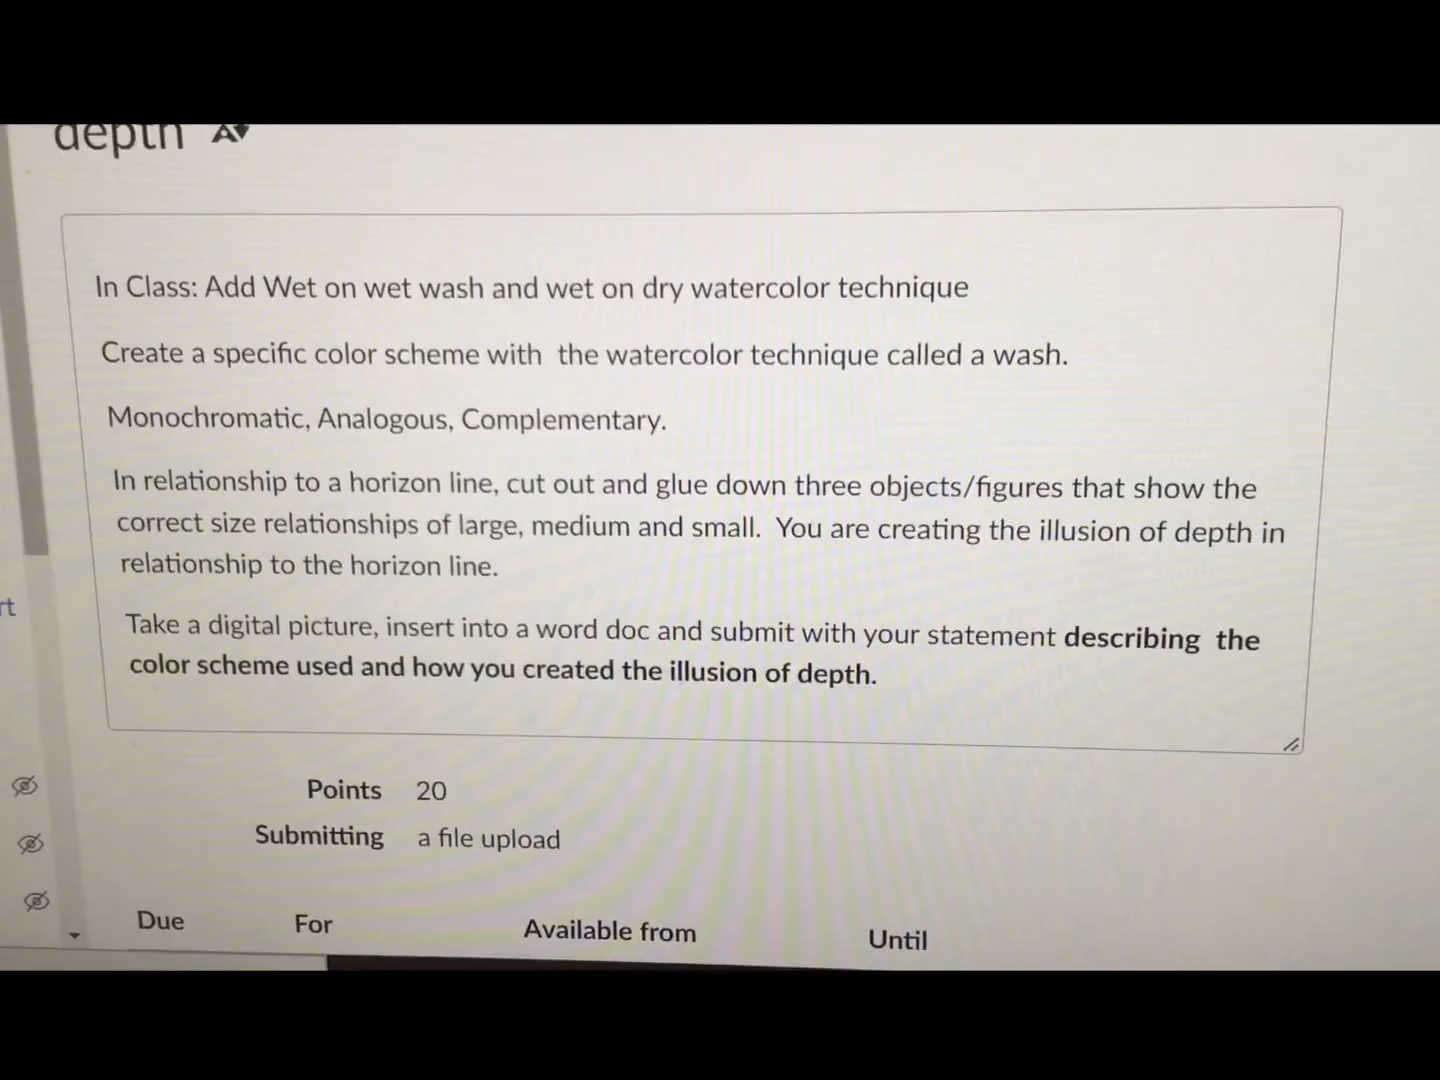 depth
In Class: Add Wet on wet wash and wet on dry watercolor technique
Create a specific color scheme with the watercolor technique called a wash.
Monochromatic, Analogous, Complementary.
In relationship to a horizon line, cut out and glue down three objects/figures that show the
correct size relationships of large, medium and small. You are creating the illusion of depth in
relationship to the horizon line.
Take a digital picture, insert into a word doc and submit with your statement describing the
color scheme used and how you created the illusion of depth.
rt
Points 20
Submitting a file upload
Due For Available from Until